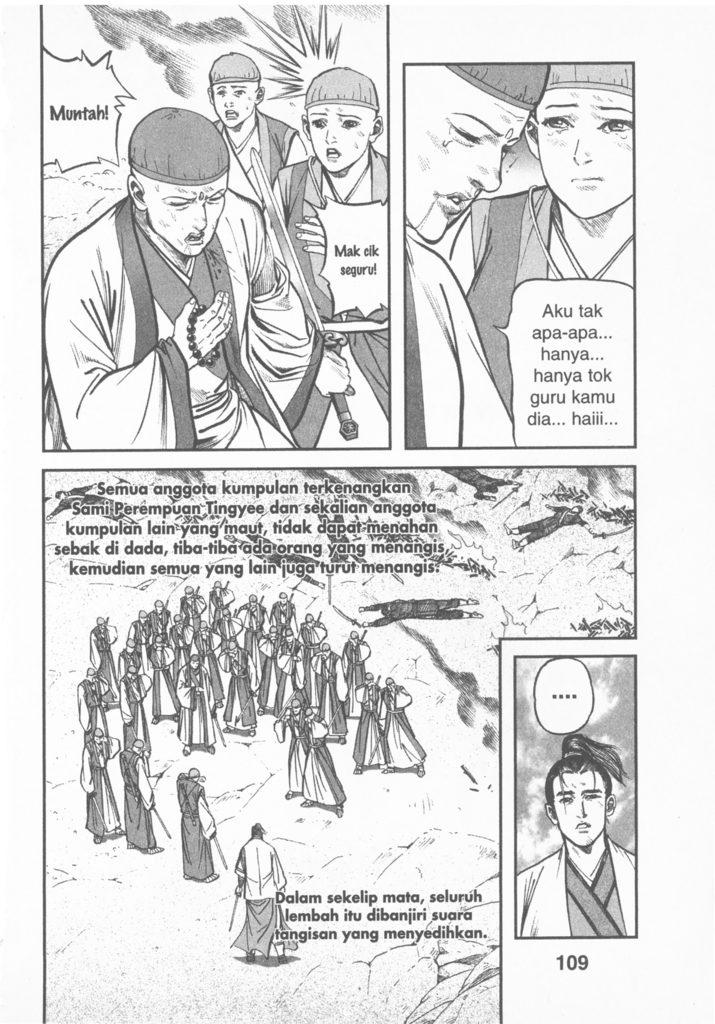 Muntah!
Mak cik
seguru!
Aku tak
apa-apa...
hanya...
hanya tok
guru kamu
dia... haiii...
Semua anggota kumpulan terkenangkan
Sami Perempuan Tingyee dan sekalian anggota
kumpulan lain yang maut, tidak dapat menahan
sebak di dada, tiba-tiba ada orang yang menangis
kemudian semua yang lain juga turut menangis.
....
Dalam sekelip mata, seluruh
lembah itu dibanjiri suara
tangisan yang menyedihkan.
109